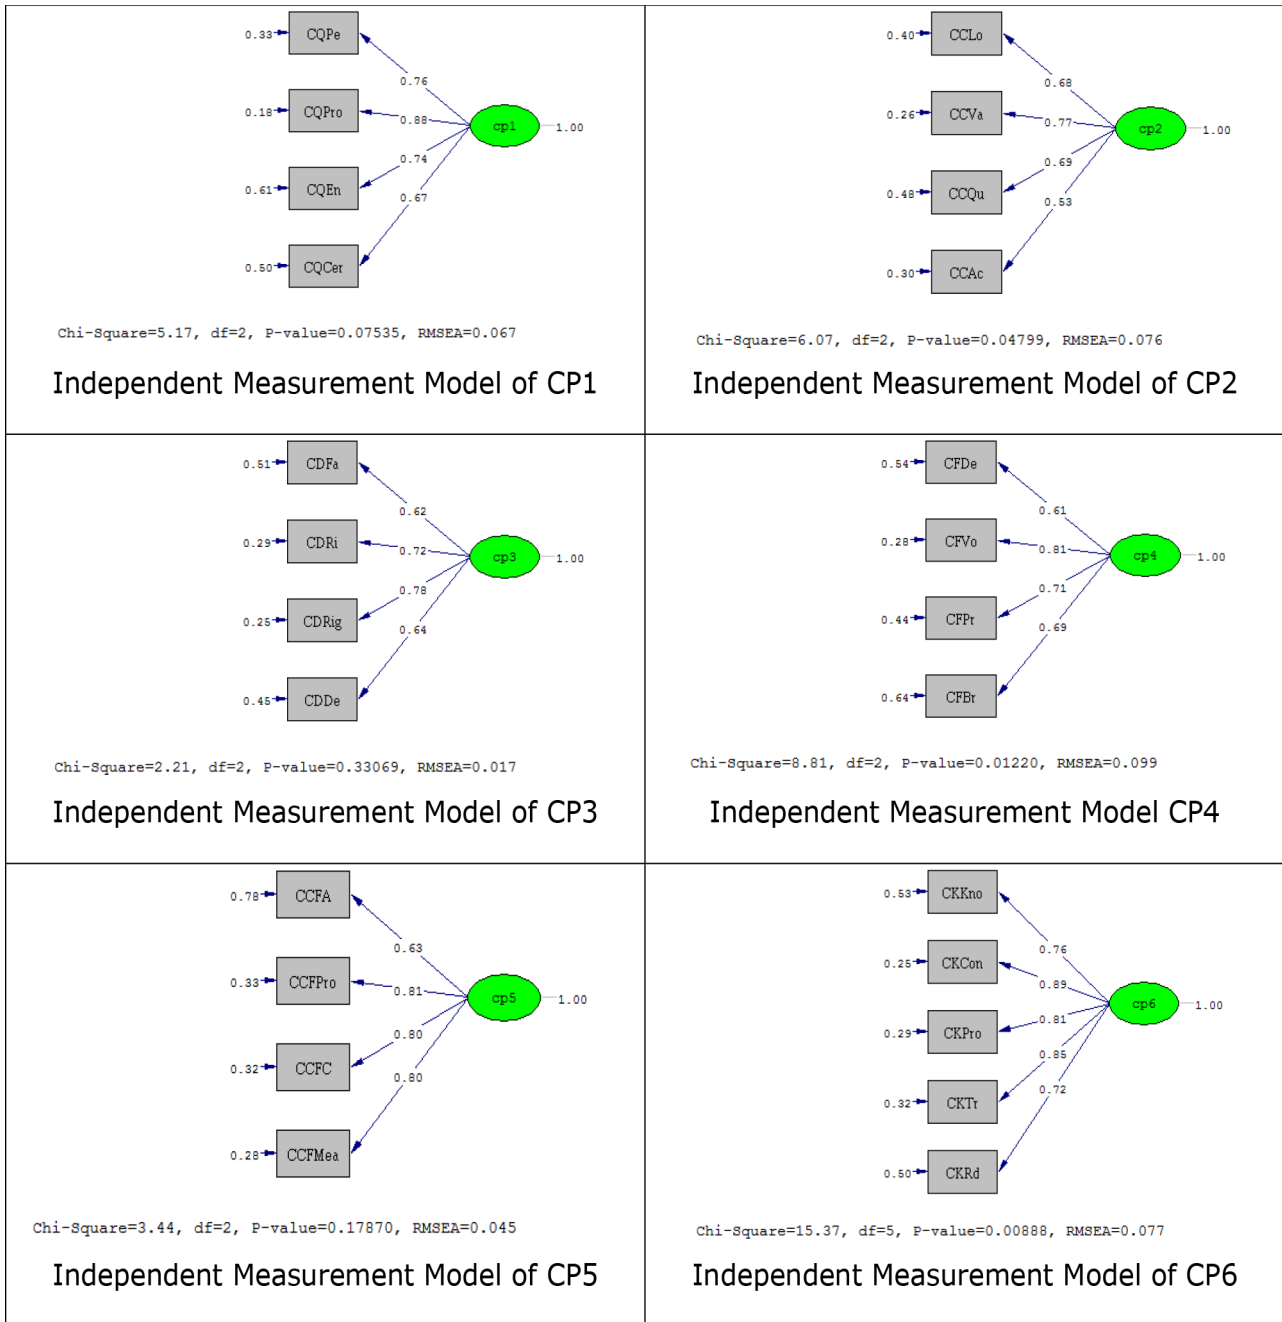 0.33
CQPe
0.76
0.18
CQPro
0.88
cp1
1.00
0.74
0.61
CQEn
0.67
0.50
CQCer
Chi-Square=5.17, df=2, P-value=0.07535, RMSEA=0.067
Independent Measurement Model of CP1
0.40
CCLo
0.68
0.26
CCVa
0.77
cp2
1.00
0.69
0.48
CCQu
0.53
0.30
CCAc
Chi-Square=6.07, df=2, P-value=0.04799, RMSEA=0.076
Independent Measurement Model of CP2
0.51
CDFa
0.62
0.29
CDRi
0.72
cp3
1.00
0.78
0.25
CDRig
0.64
0.45
CDDe
Chi-Square=2.21, df=2, P-value=0.33069, RMSEA=0.017
Independent Measurement Model of CP3
0.54
CFDe
0.61
0.28
CFVo
0.81
cp4
1.00
0.71
0.44
CFPr
0.69
0.64
CFBr
Chi-Square=8.81, df=2, P-value=0.01220, RMSEA=0.099
Independent Measurement Model CP4
0.78
CCFA
0.63
0.33
CCFPro
0.81
cp5
1.00
0.80
0.32
CCFC
0.80
0.28
CCFMea
Chi-Square=3.44, df=2, P-value=0.17870, RMSEA=0.045
Independent Measurement Model of CP5
0.53
CKKno
0.76
0.25
CKCon
0.89
cp6
1.00
0.81
0.29
CKPro
0.85
0.72
0.32
CKTr
0.50
CKRd
Chi-Square=15.37, df=5, P-value=0.00888, RMSEA=0.077
Independent Measurement Model of CP6